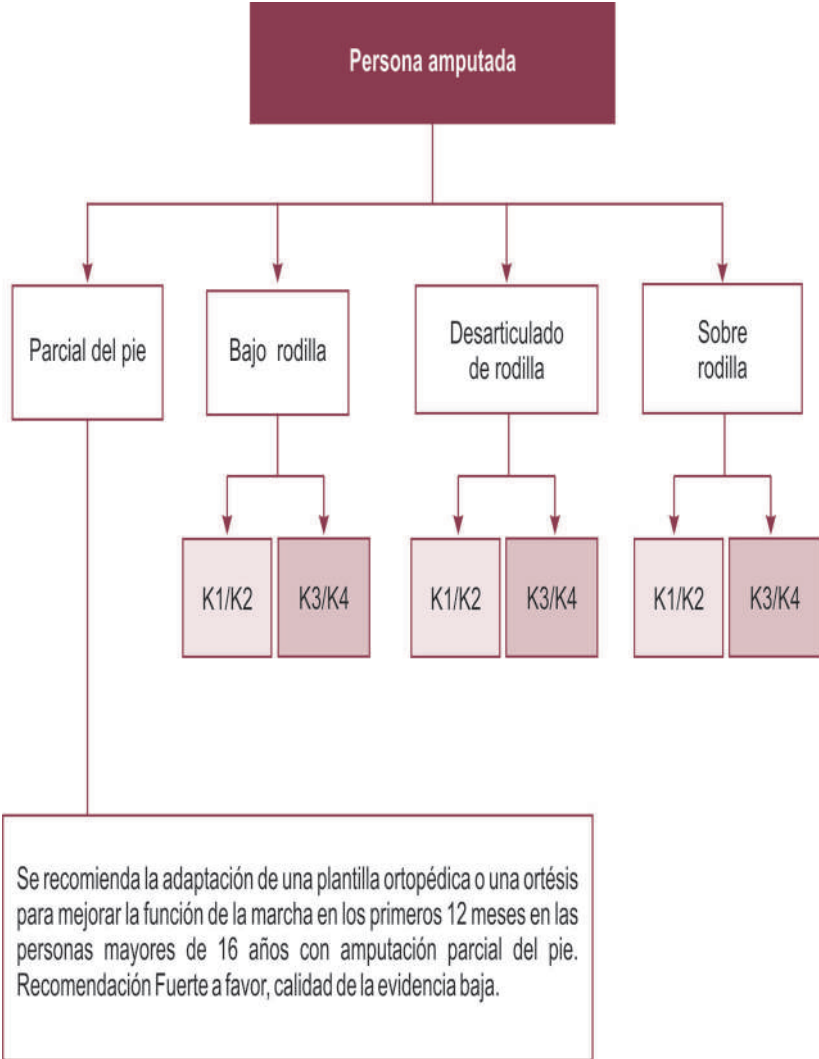 Persona amputada
Parcial del pie
Bajo rodilla
Desarticulado
de rodilla
Sobre
rodilla
K1/K2
K3/K4
K1/K2
K3/K4
K1/K2
K3/K4
Se recomienda la adaptación de una plantilla ortopédica o una ortésis
para mejorar la función de la marcha en los primeros 12 meses en las
personas mayores de 16 años con amputación parcial del pie.
Recomendación Fuerte a favor, calidad de la evidencia baja.